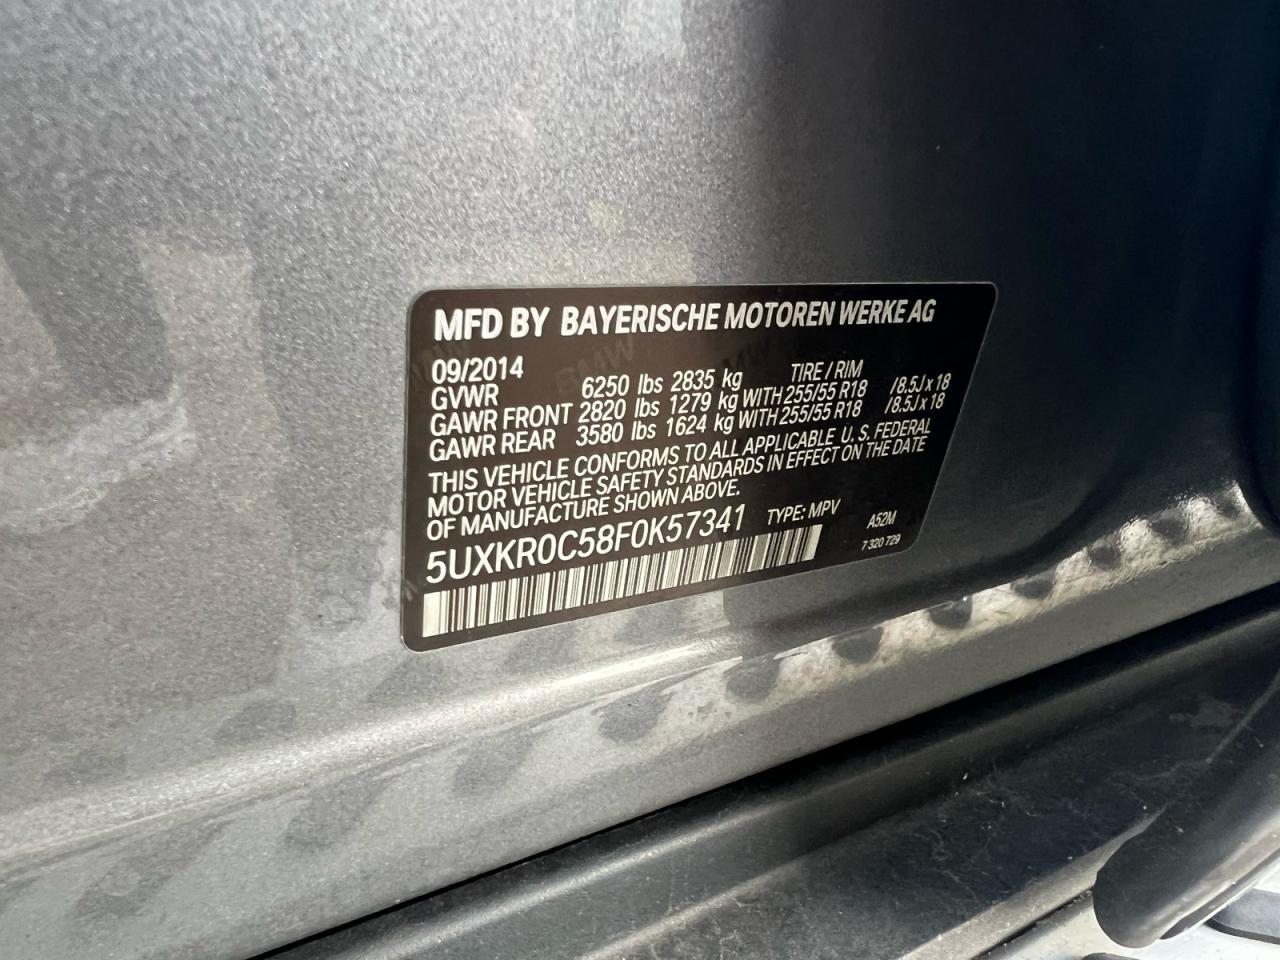 MFD BY BAYERISCHE MOTOREN WERKE AG
09/2014 TIRE / RIM
GVWR 6250 lbs 2835 kg
GAWR FRONT 2820 lbs 1279 kg WITH 255/55 R18 /8.5J x 18
GAWR REAR 3580 lbs 1624 kg WITH 255/55 R18 /8.5J x 18
THIS VEHICLE CONFORMS TO ALL APPLICABLE U.S. FEDERAL
MOTOR VEHICLE SAFETY STANDARDS IN EFFECT ON THE DATE
OF MANUFACTURE SHOWN ABOVE.
5UXKR0C58F0K57341 TYPE: MPV A52M
7 320 729